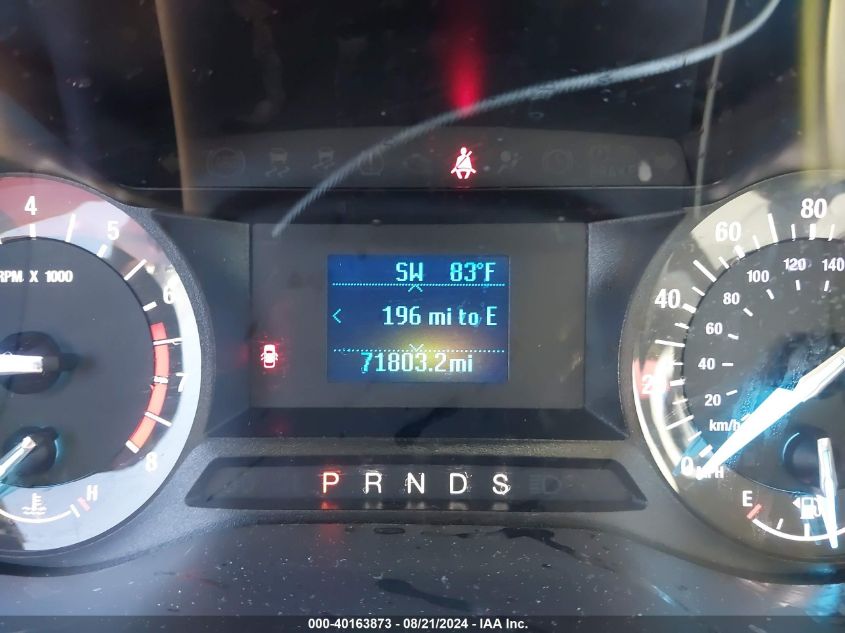 4
5
6
7
8
RPM X 1000
H
SW 83°F
196 mi to E
71803.2mi
P R N D S
80
60
40
20
0
MPH
140
120
100
80
60
40
20
km/h
E
000-40163873 - 08/21/2024 - IAA Inc.